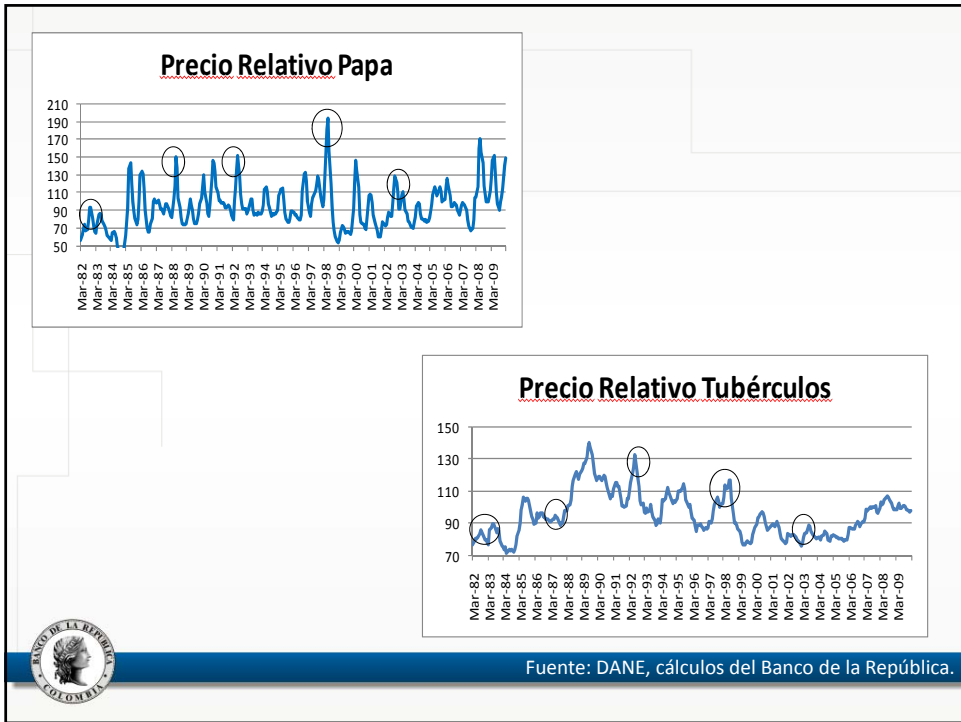 Precio Relativo Papa
210
190
170
150
130
110
90
70
50
Mar-82
Mar-83
Mar-84
Mar-85
Mar-86
Mar-87
Mar-88
Mar-89
Mar-90
Mar-91
Mar-92
Mar-93
Mar-94
Mar-95
Mar-96
Mar-97
Mar-98
Mar-99
Mar-00
Mar-01
Mar-02
Mar-03
Mar-04
Mar-05
Mar-06
Mar-07
Mar-08
Mar-09
Precio Relativo Tubérculos
150
130
110
90
70
Mar-82
Mar-83
Mar-84
Mar-85
Mar-86
Mar-87
Mar-88
Mar-89
Mar-90
Mar-91
Mar-92
Mar-93
Mar-94
Mar-95
Mar-96
Mar-97
Mar-98
Mar-99
Mar-00
Mar-01
Mar-02
Mar-03
Mar-04
Mar-05
Mar-06
Mar-07
Mar-08
Mar-09
BANCO DE LA REPUBLICA
COLOMBIA
Fuente: DANE, cálculos del Banco de la República.